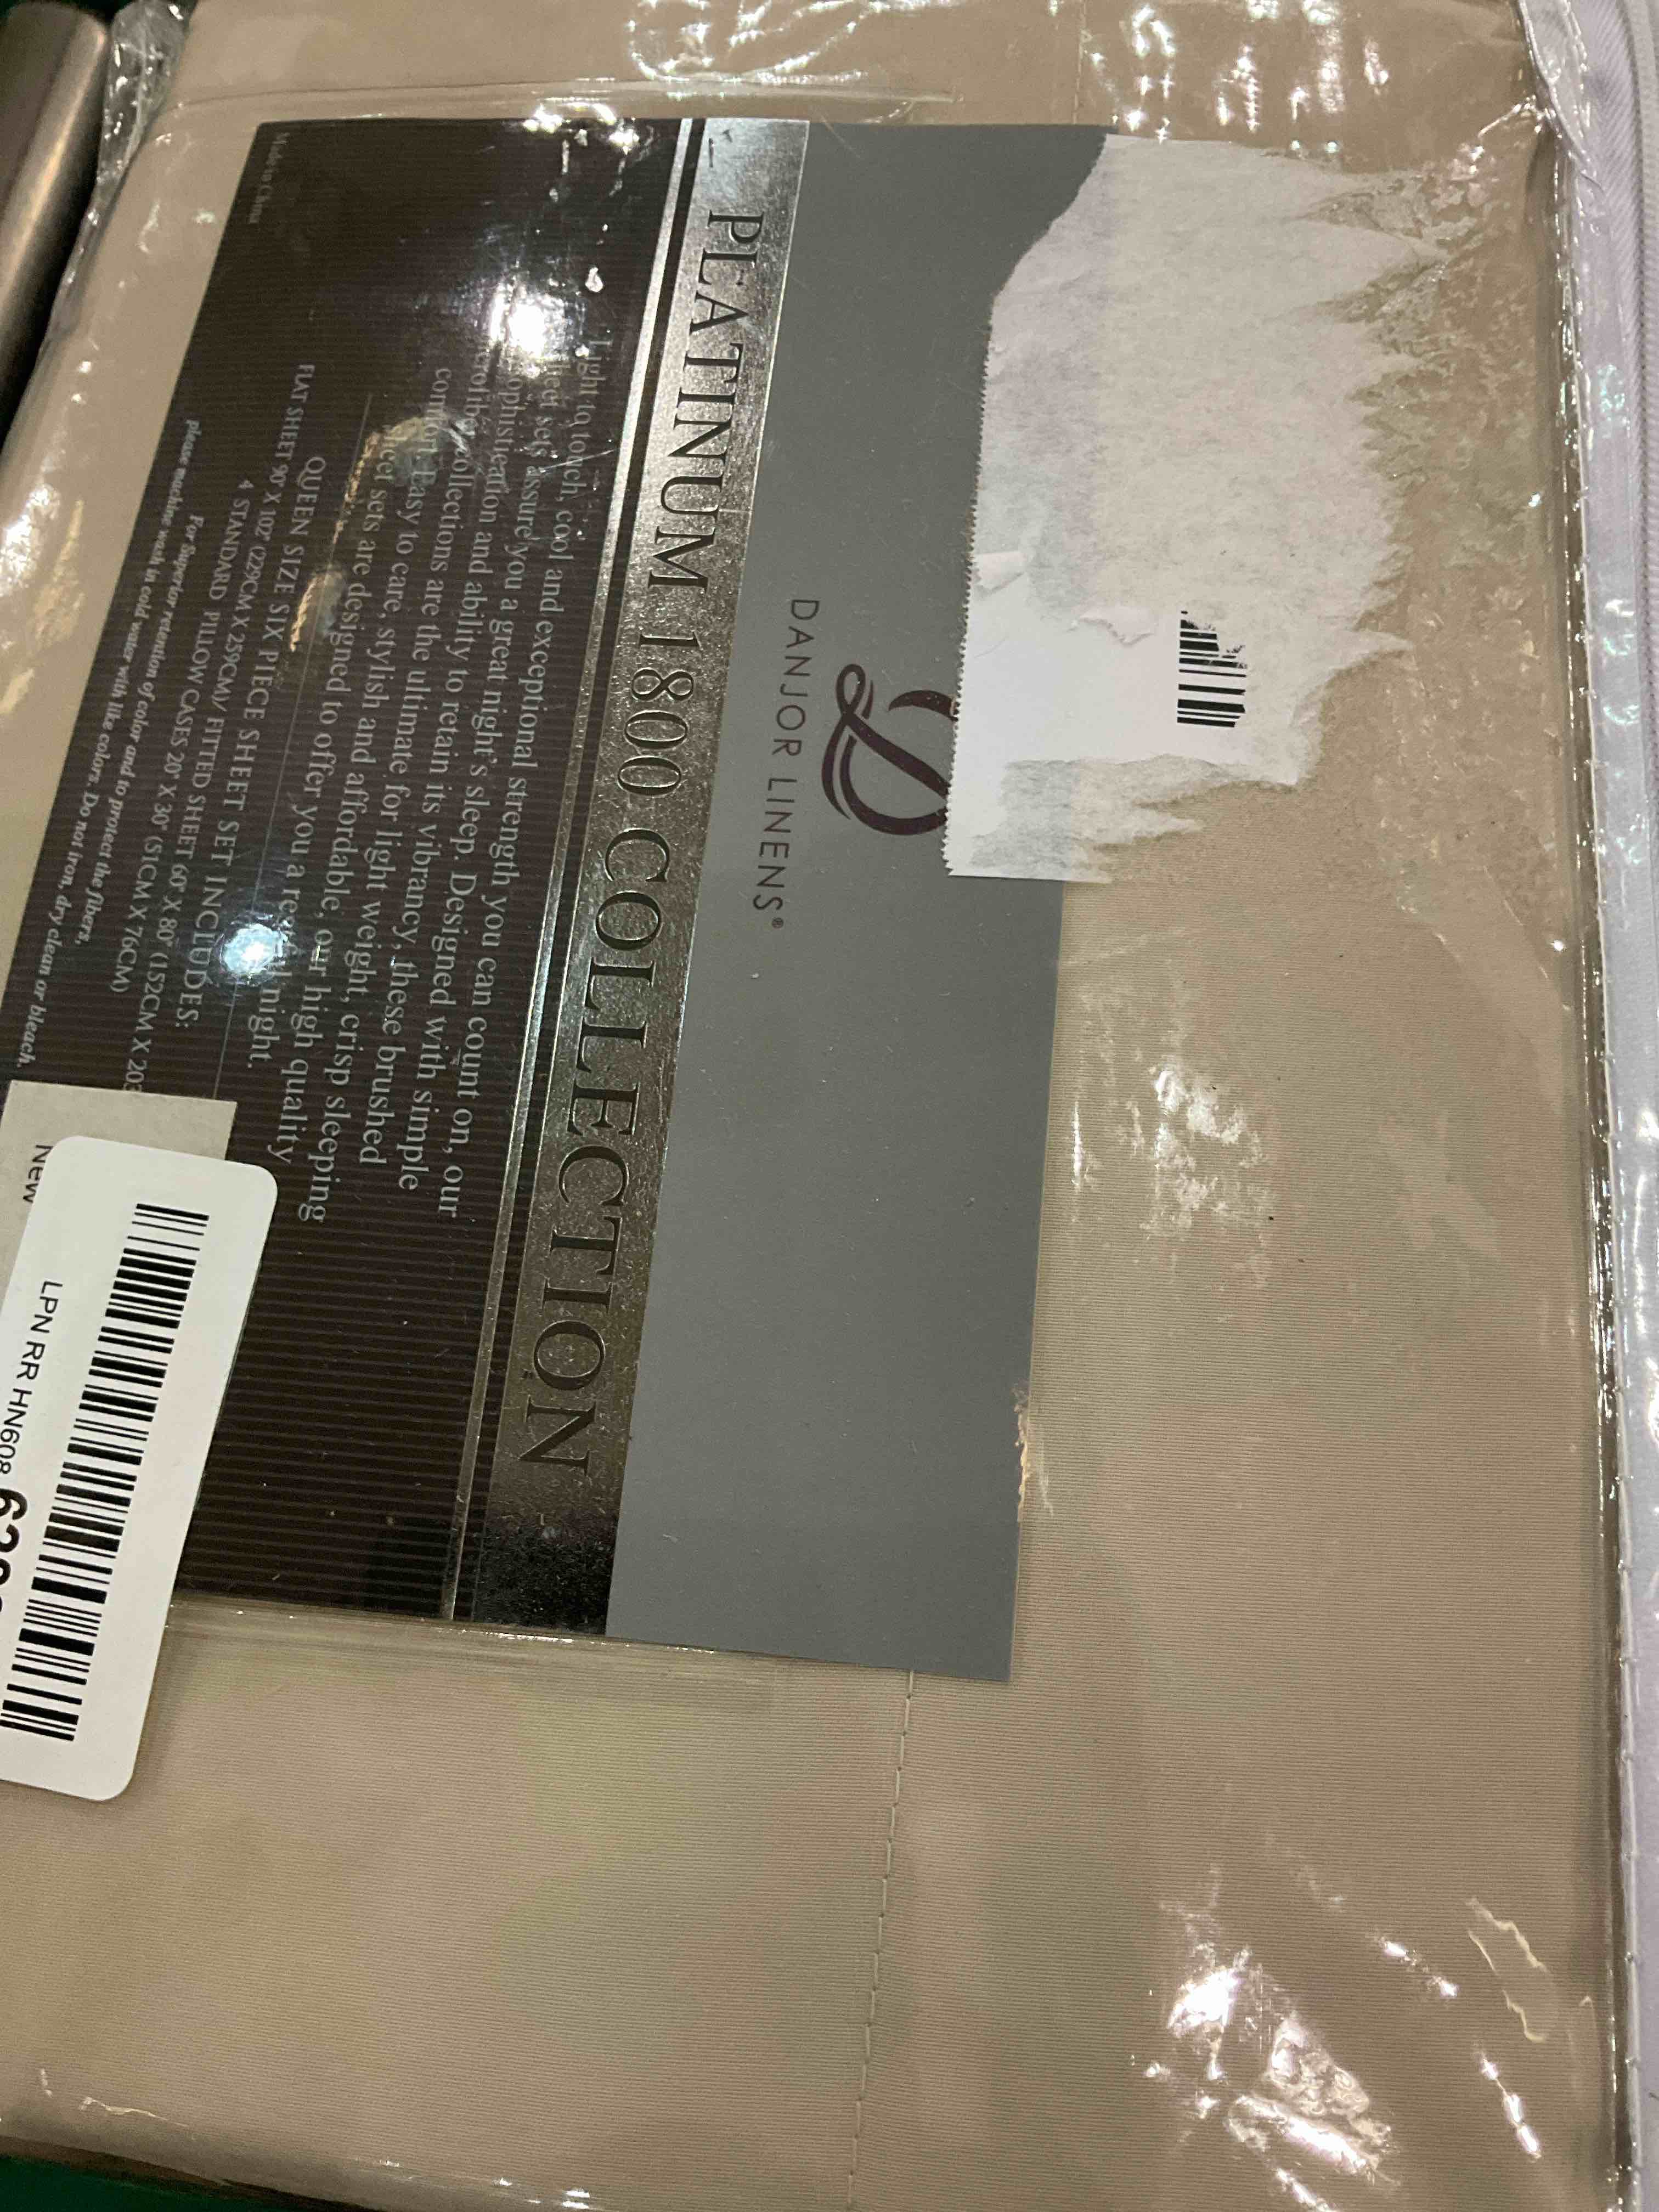 DANJOR LINENS®
PLATINUM 1800 COLLECTION
Light to touch, cool and exceptional strength you can count on, our
sheet sets assure you a great night's sleep. Designed with simple
sophistication and ability to retain its vibrancy, these brushed
collections are the ultimate for light weight, crisp sleeping
comfort. Easy to care, stylish and affordable, our high quality
sheet sets are designed to offer you a night.
QUEEN SIZE SIX PIECE SHEET SET INCLUDES:
FLAT SHEET 90" X 102" (229CM X 259CM)/ FITTED SHEET 60" X 80" (152CM X 203
4 STANDARD PILLOW CASES 20" X 30" (51CM X 76CM)
For Superior retention of color and to protect the fibers,
please machine wash in cold water with like colors. Do not iron, dry clean or bleach.
Made in China
New
LPN RR HN608